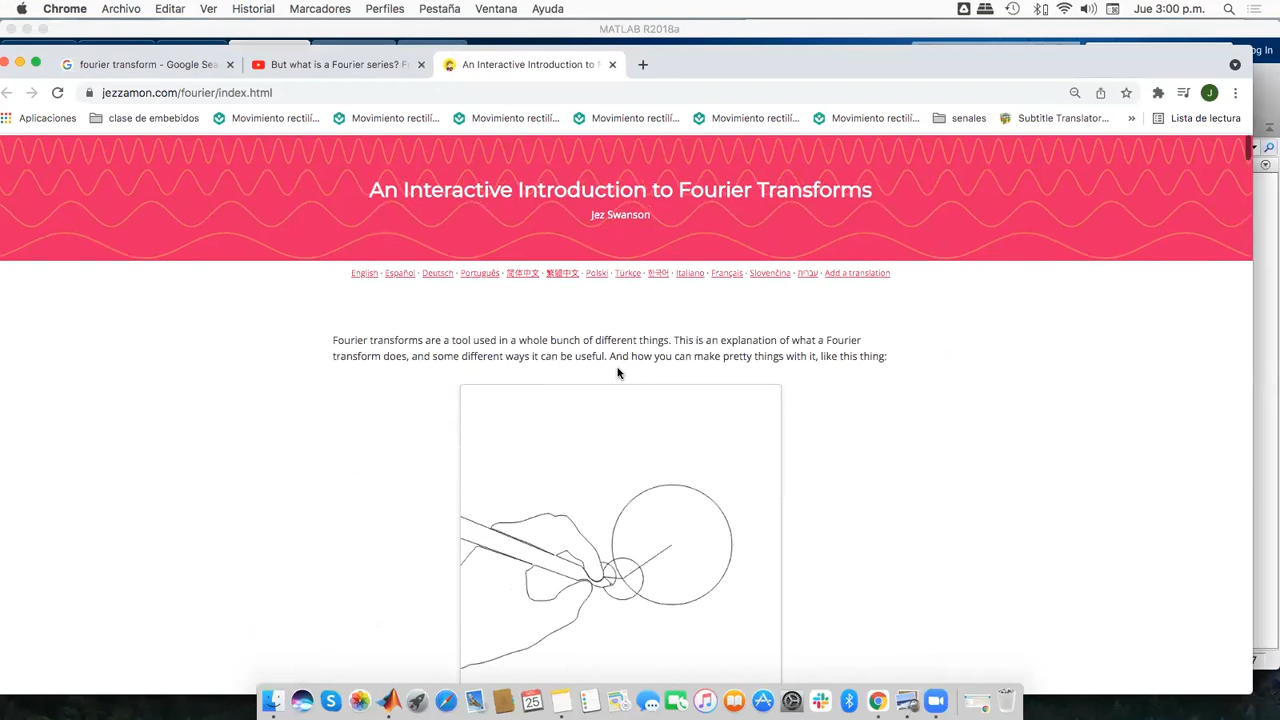 Chrome Archivo Editar Ver Historial Marcadores Perfiles Pestaña Ventana Ayuda Jue 3:00 p.m.
MATLAB R2018a
fourier transform - Google Sea But what is a Fourier series? Fr An Interactive Introduction to
Log In
jezzamon.com/fourier/index.html J
Aplicaciones clase de embebidos Movimiento rectilí... Movimiento rectilí... Movimiento rectilí... Movimiento rectilí... Movimiento rectilí... Movimiento rectilí... senales Subtitle Translator... » Lista de lectura
An Interactive Introduction to Fourier Transforms
Jez Swanson
English · Español · Deutsch · Português · 简体中文 · 繁體中文 · Polski · Türkçe · 한국어 · Italiano · Français · Slovenčina · עברית · Add a translation
Fourier transforms are a tool used in a whole bunch of different things. This is an explanation of what a Fourier
transform does, and some different ways it can be useful. And how you can make pretty things with it, like this thing:
25